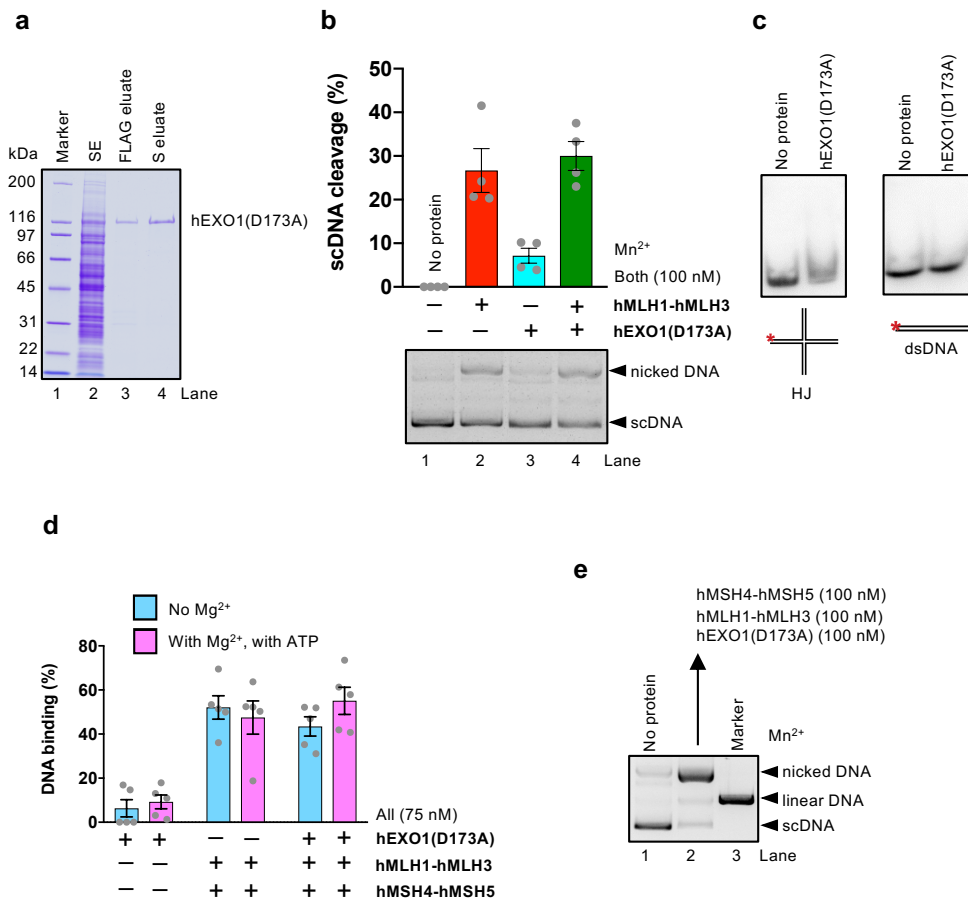 a
kDa
Marker
SE
FLAG eluate
S eluate
200
116
97
66
45
31
22
14
hEXO1(D173A)
1 2 3 4 Lane
b
scDNA cleavage (%)
50
40
30
20
10
0
No protein
Mn²⁺
Both (100 nM)
— + — + hMLH1-hMLH3
— — + + hEXO1(D173A)
nicked DNA
scDNA
1 2 3 4 Lane
c
No protein
hEXO1(D173A)
No protein
hEXO1(D173A)
*
HJ
*
dsDNA
d
No Mg²⁺
With Mg²⁺, with ATP
DNA binding (%)
80
60
40
20
0
All (75 nM)
+ + — — + + hEXO1(D173A)
— — + + + + hMLH1-hMLH3
— — + + + + hMSH4-hMSH5
e
hMSH4-hMSH5 (100 nM)
hMLH1-hMLH3 (100 nM)
hEXO1(D173A) (100 nM)
No protein
Marker
Mn²⁺
nicked DNA
linear DNA
scDNA
1 2 3 Lane